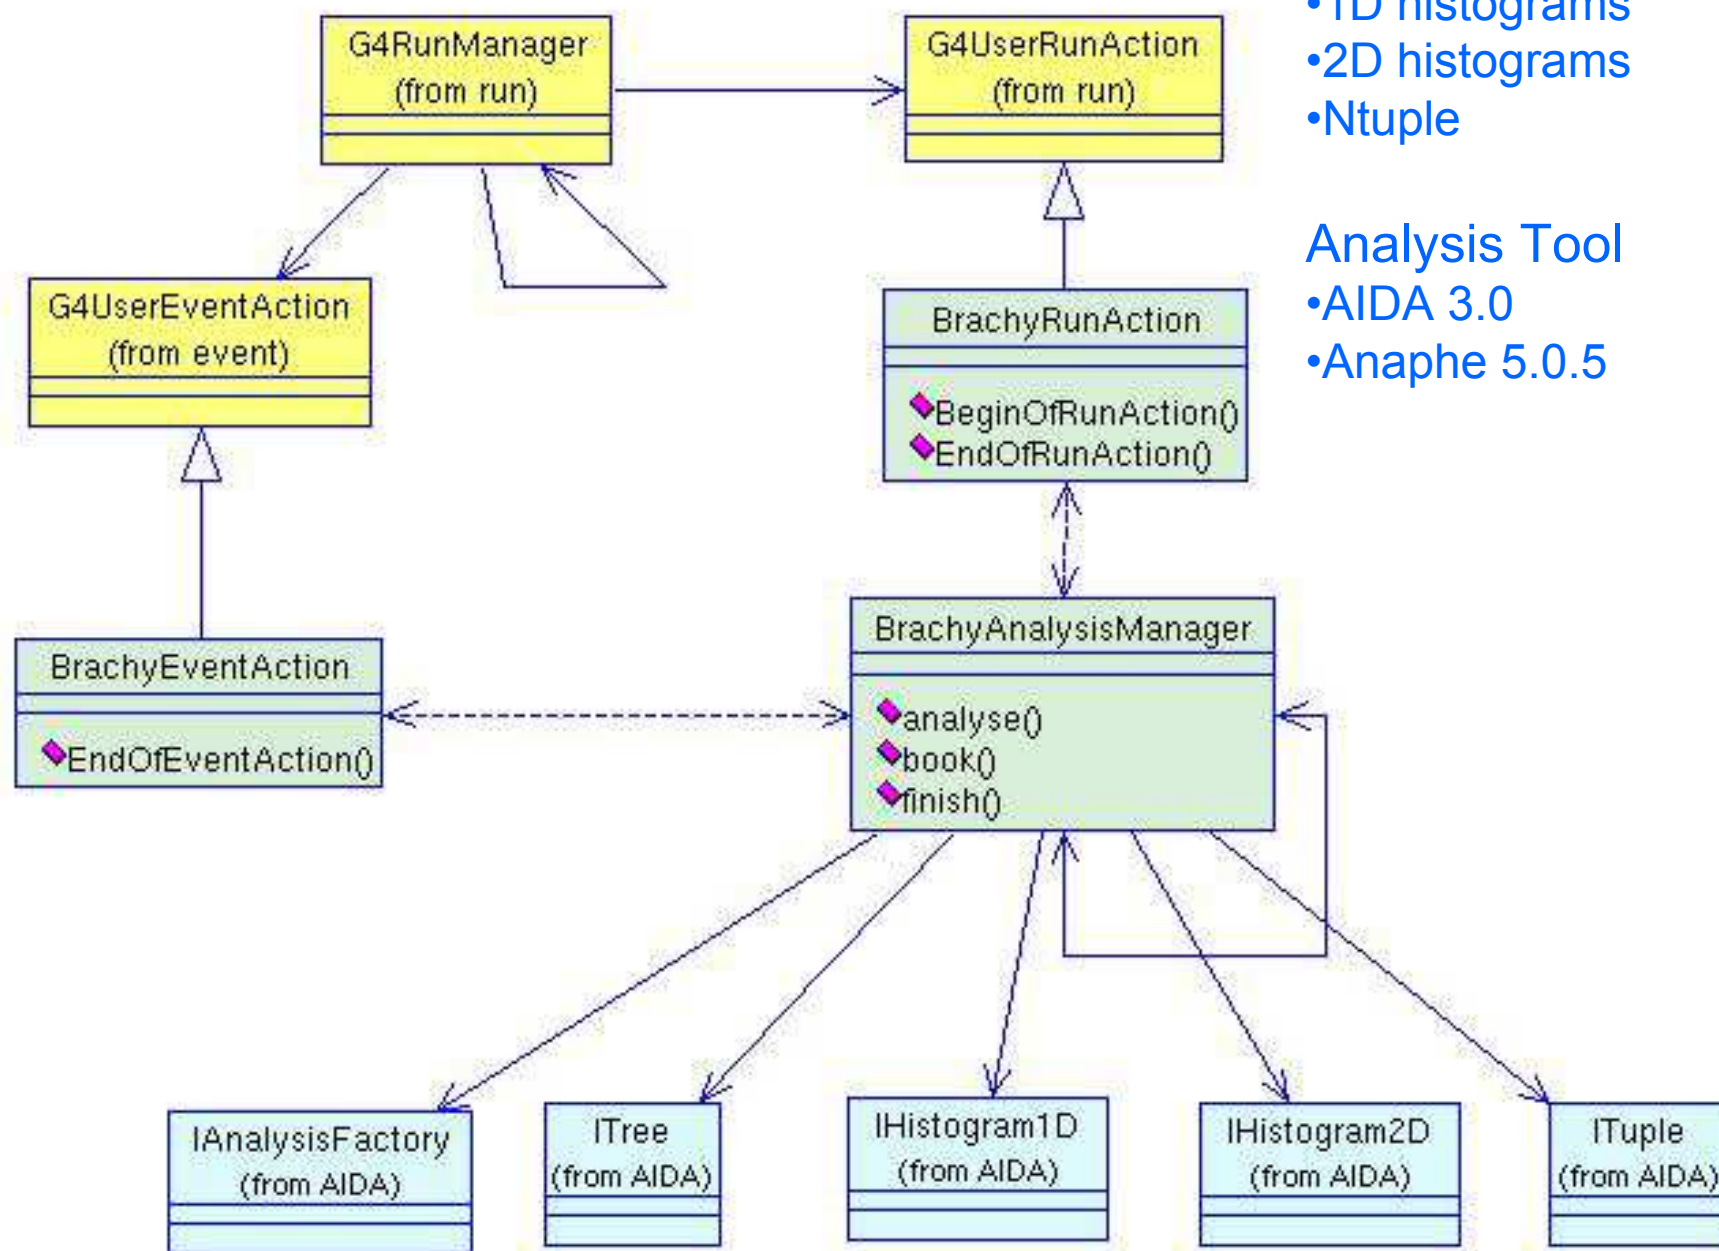 G4RunManager
(from run)
G4UserRunAction
(from run)
•1D histograms
•2D histograms
•Ntuple
Analysis Tool
•AIDA 3.0
•Anaphe 5.0.5
G4UserEventAction
(from event)
BrachyRunAction
BeginOfRunAction()
EndOfRunAction()
BrachyEventAction
EndOfEventAction()
BrachyAnalysisManager
analyse()
book()
finish()
IAnalysisFactory
(from AIDA)
ITree
(from AIDA)
IHistogram1D
(from AIDA)
IHistogram2D
(from AIDA)
ITuple
(from AIDA)